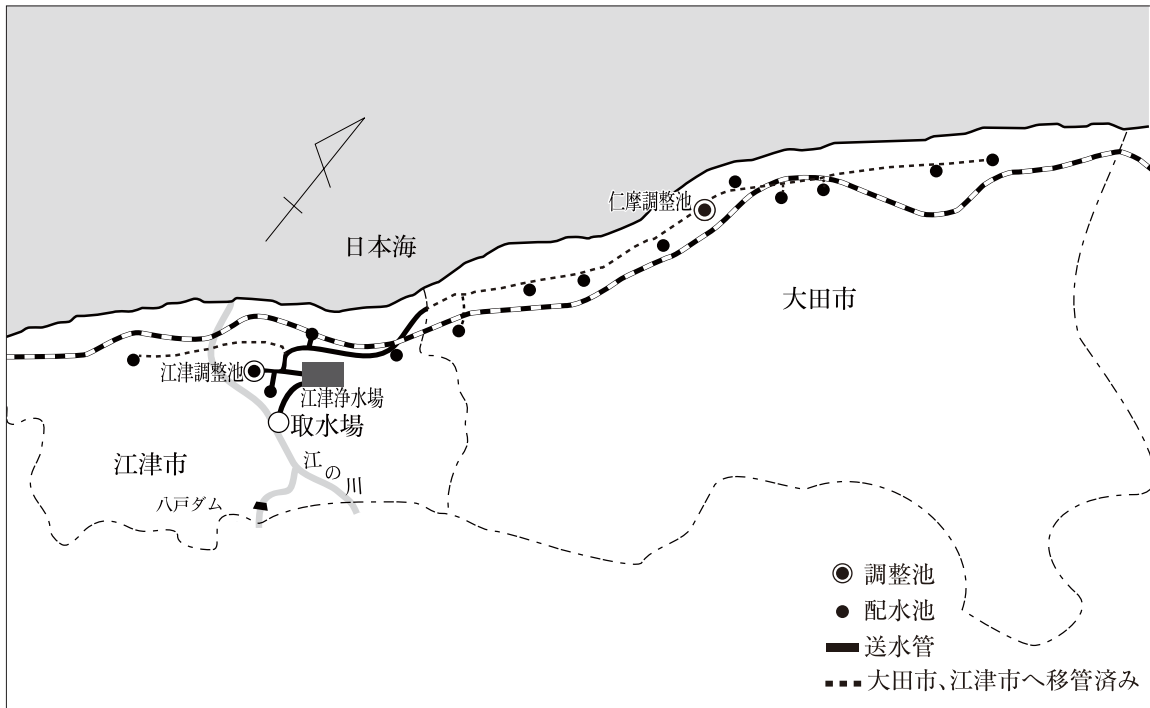 仁摩調整池
日本海
大田市
江津調整池
江津浄水場
取水場
江津市
江の川
八戸ダム
調整池
配水池
送水管
大田市、江津市へ移管済み